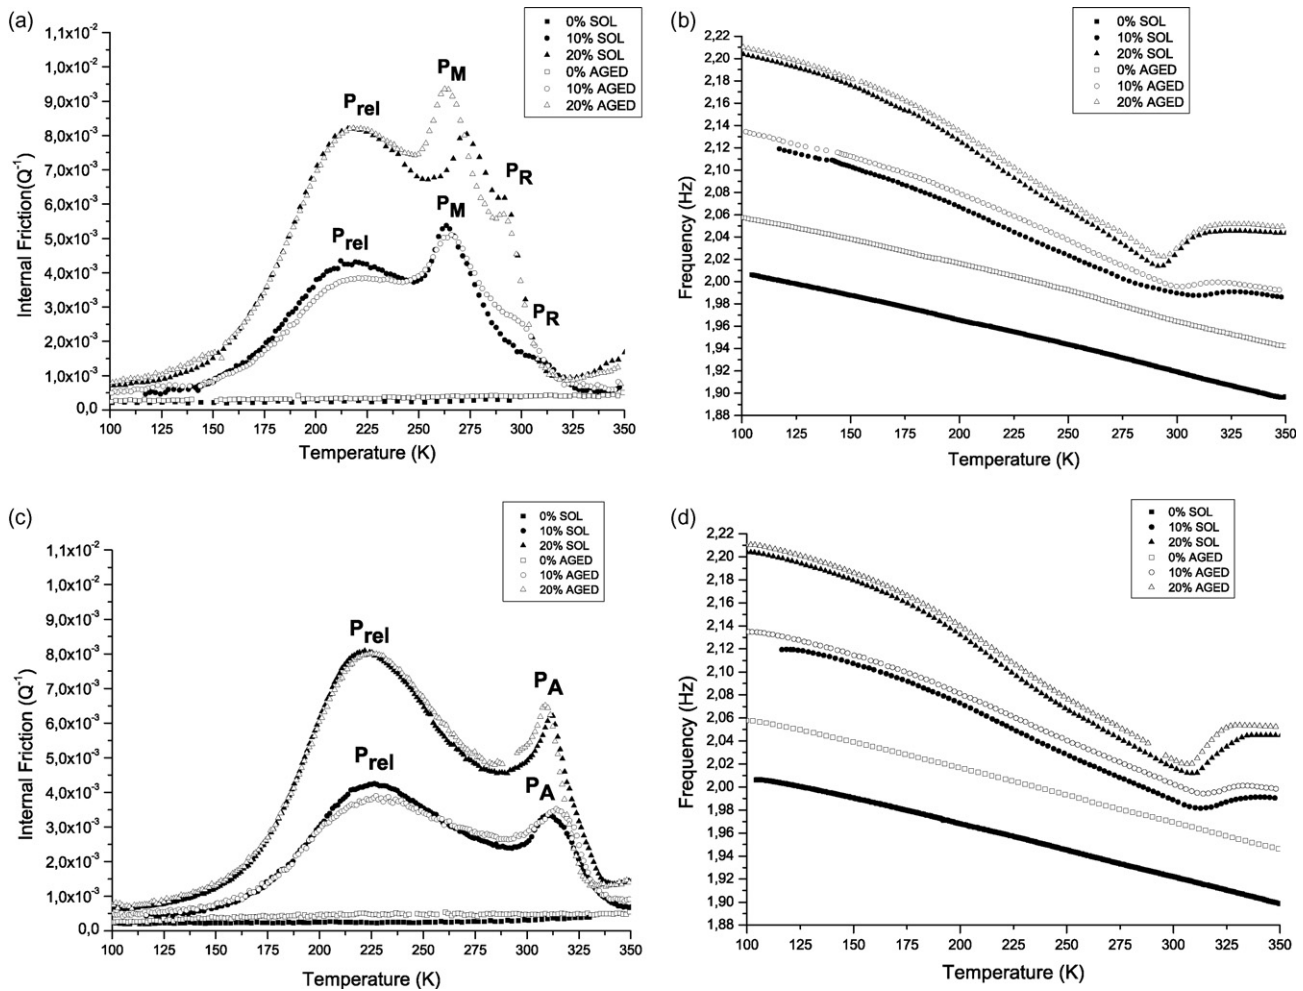 (a)
0% SOL
10% SOL
20% SOL
0% AGED
10% AGED
20% AGED
1,1x10⁻²
1,0x10⁻²
9,0x10⁻³
8,0x10⁻³
7,0x10⁻³
6,0x10⁻³
5,0x10⁻³
4,0x10⁻³
3,0x10⁻³
2,0x10⁻³
1,0x10⁻³
0,0
Internal Friction(Q⁻¹)
P_M
P_rel
P_R
P_M
P_rel
P_R
100 125 150 175 200 225 250 275 300 325 350
Temperature (K)
(b)
0% SOL
10% SOL
20% SOL
0% AGED
10% AGED
20% AGED
2,22
2,20
2,18
2,16
2,14
2,12
2,10
2,08
2,06
2,04
2,02
2,00
1,98
1,96
1,94
1,92
1,90
1,88
Frequency (Hz)
100 125 150 175 200 225 250 275 300 325 350
Temperature (K)
(c)
0% SOL
10% SOL
20% SOL
0% AGED
10% AGED
20% AGED
1,1x10⁻²
1,0x10⁻²
9,0x10⁻³
8,0x10⁻³
7,0x10⁻³
6,0x10⁻³
5,0x10⁻³
4,0x10⁻³
3,0x10⁻³
2,0x10⁻³
1,0x10⁻³
0,0
Internal Friction (Q⁻¹)
P_rel
P_A
P_rel
P_A
100 125 150 175 200 225 250 275 300 325 350
Temperature (K)
(d)
0% SOL
10% SOL
20% SOL
0% AGED
10% AGED
20% AGED
2,22
2,20
2,18
2,16
2,14
2,12
2,10
2,08
2,06
2,04
2,02
2,00
1,98
1,96
1,94
1,92
1,90
1,88
Frequency (Hz)
100 125 150 175 200 225 250 275 300 325 350
Temperature (K)